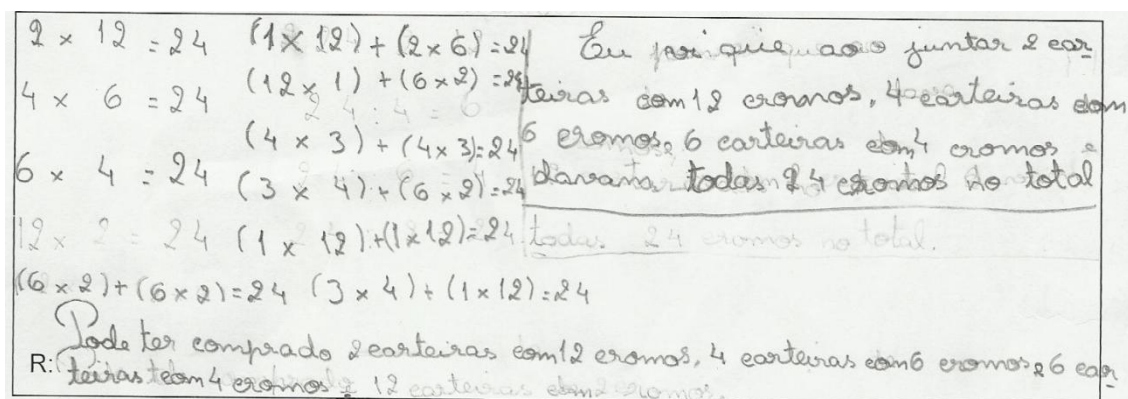 2 × 12 = 24
4 × 6 = 24
6 × 4 = 24
12 × 2 = 24
(6 × 2) + (6 × 2) = 24
(1 × 12) + (2 × 6) = 24
(12 × 1) + (6 × 2) = 24
24 : 4 = 6
(4 × 3) + (4 × 3) = 24
(3 × 4) + (6 × 2) = 24
(1 × 12) + (1 × 12) = 24
(3 × 4) + (1 × 12) = 24
Eu que ao juntar 2 car-
teiras com 12 cromos, 4 carteiras com
6 cromos, 6 carteiras com 4 cromos e
davam todas 24 cromos no total
todas 24 cromos no total.
Pode ter comprado 2 carteiras com 12 cromos, 4 carteiras com 6 cromos e 6 car-
R: teiras com 4 cromos e 12 carteiras com 2 cromos.